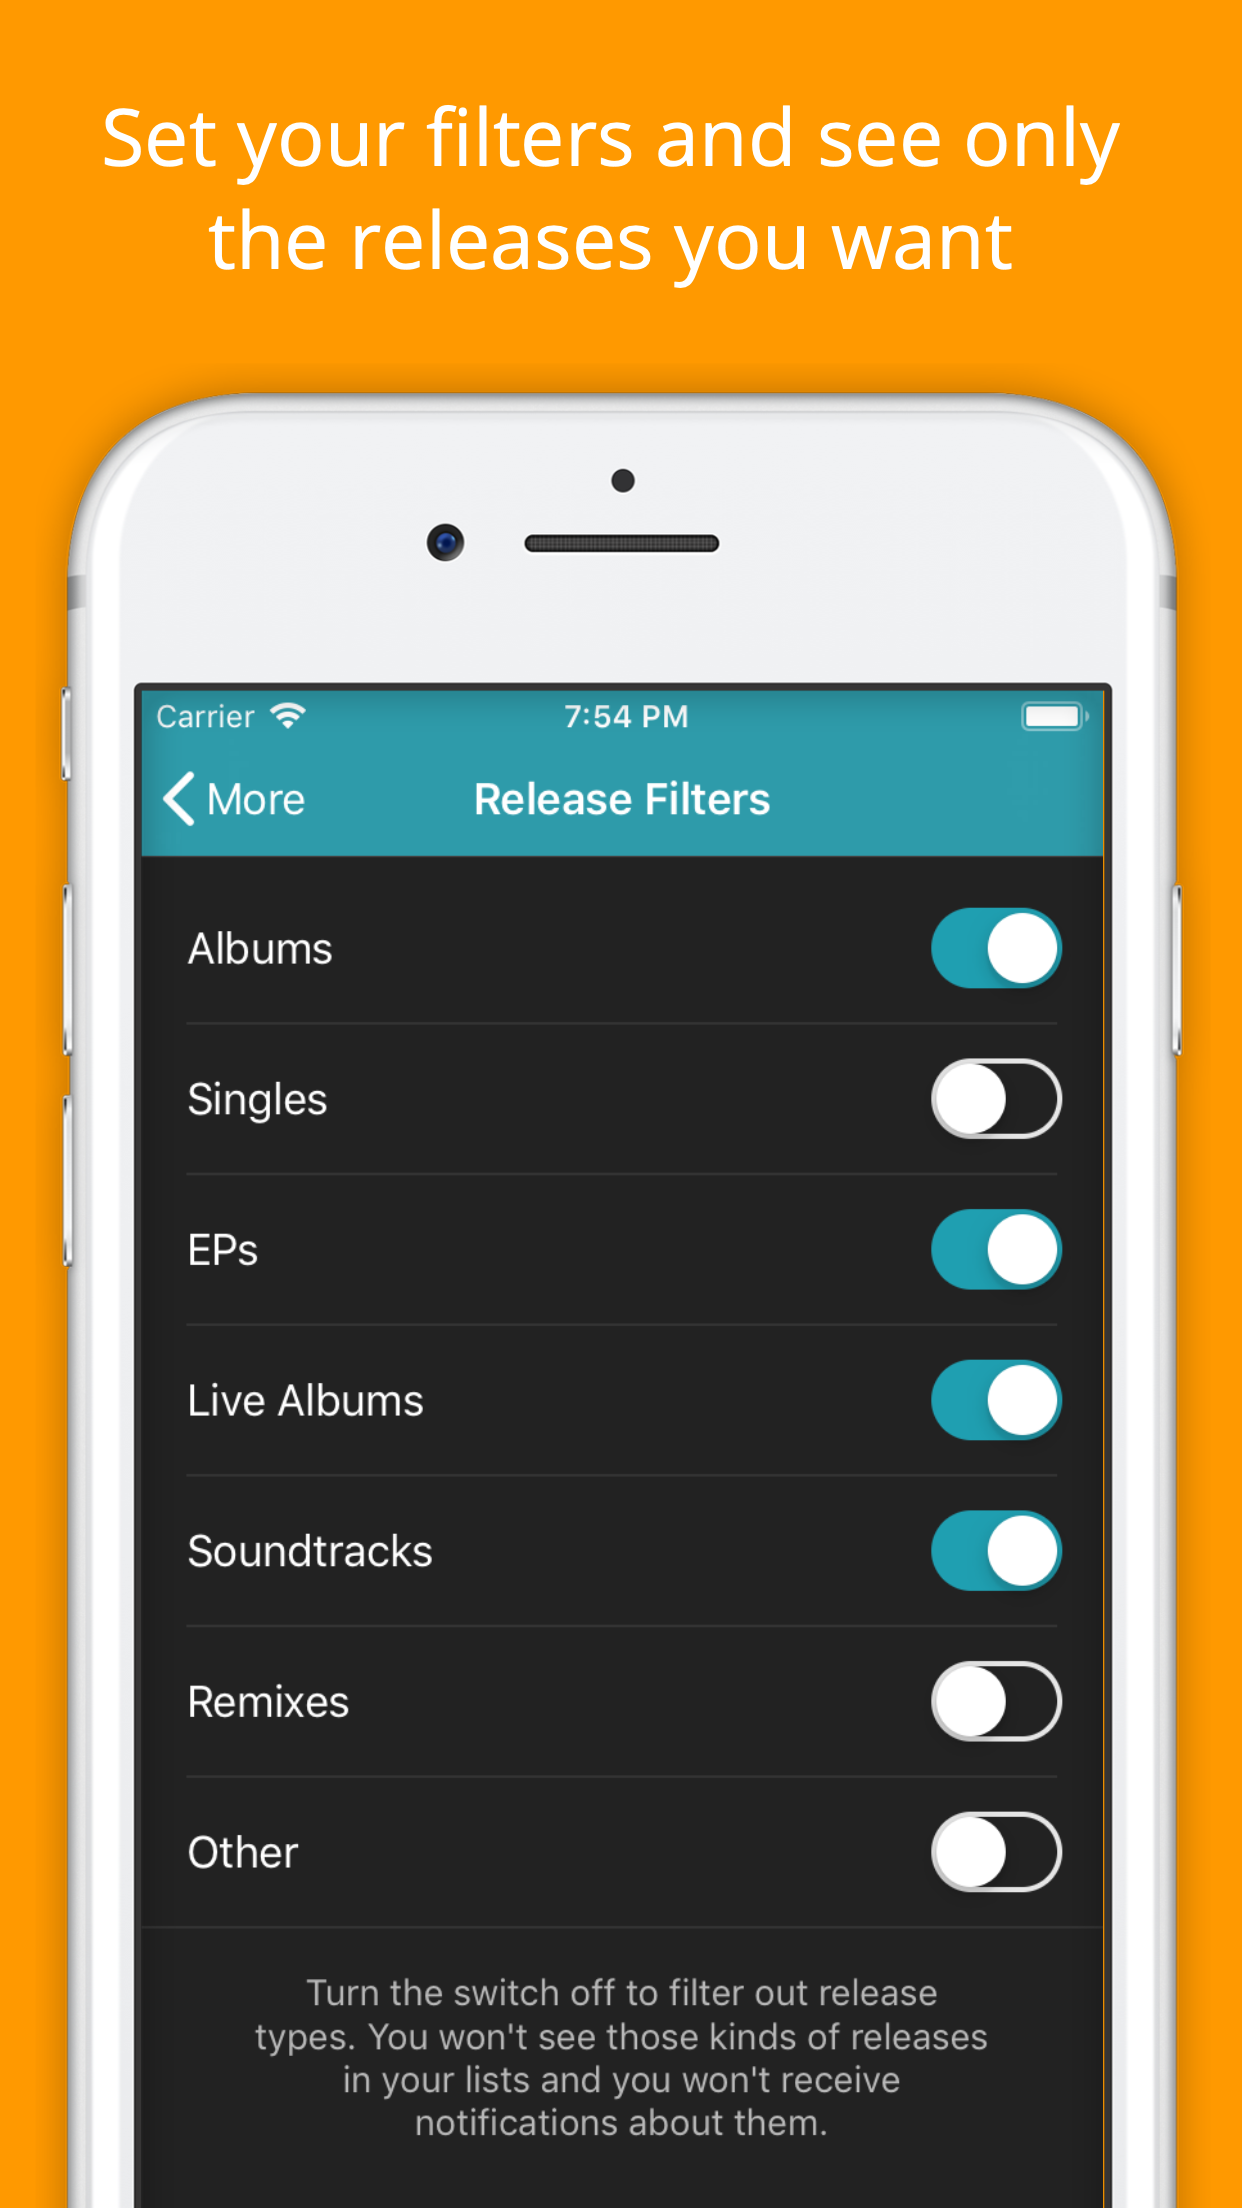 Set your filters and see only
the releases you want
Carrier
7:54 PM
More
Release Filters
Albums
Singles
EPs
Live Albums
Soundtracks
Remixes
Other
Turn the switch off to filter out release
types. You won't see those kinds of releases
in your lists and you won't receive
notifications about them.